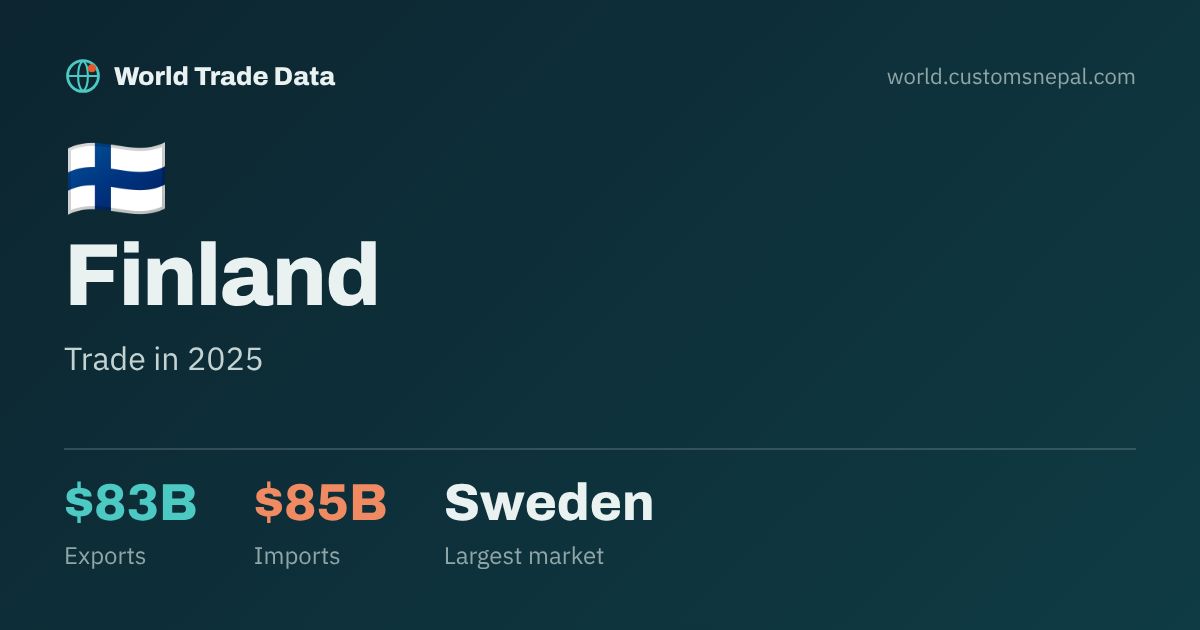 World Trade Data
world.customsnepal.com
Finland
Trade in 2025
$83B
Exports
$85B
Imports
Sweden
Largest market